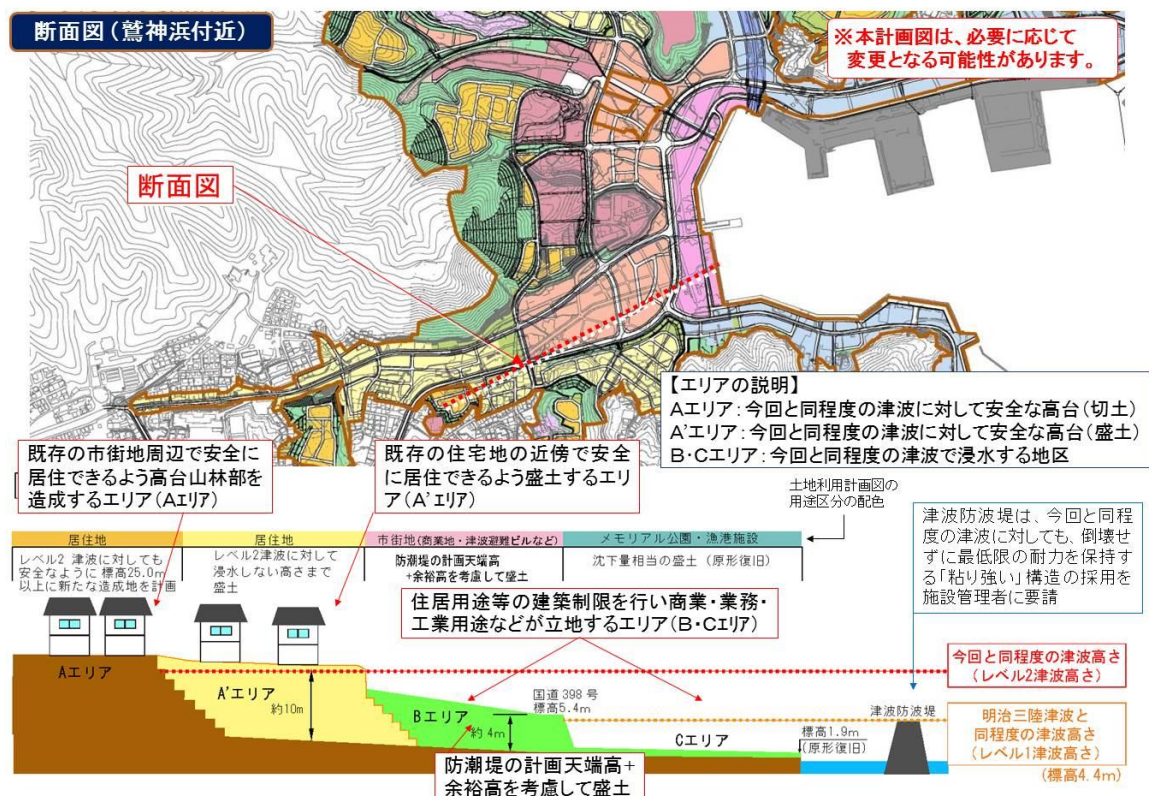 断面図(鷲神浜付近)
※本計画図は、必要に応じて
変更となる可能性があります。
断面図
【エリアの説明】
Aエリア:今回と同程度の津波に対して安全な高台(切土)
A'エリア:今回と同程度の津波に対して安全な高台(盛土)
B・Cエリア:今回と同程度の津波で浸水する地区
既存の市街地周辺で安全に
居住できるよう高台山林部を
造成するエリア(Aエリア)
既存の住宅地の近傍で安全
に居住できるよう盛土するエリ
ア(A'エリア)
土地利用計画図の
用途区分の配色
津波防波堤は、今回と同程
度の津波に対しても、倒壊せ
ずに最低限の耐力を保持す
る「粘り強い」構造の採用を
施設管理者に要請
居住地
居住地
市街地(商業地・津波避難ビルなど)
メモリアル公園・漁港施設
レベル2 津波に対しても
安全なように 標高25.0m
以上に新たな造成地を計画
レベル2津波に対して
浸水しない高さまで
盛土
防潮堤の計画天端高
+余裕高を考慮して盛土
沈下量相当の盛土 (原形復旧)
住居用途等の建築制限を行い商業・業務・
工業用途などが立地するエリア(B・Cエリア)
今回と同程度の津波高さ
(レベル2津波高さ)
Aエリア
A'エリア
約10m
Bエリア
約4m
国道398号
標高5.4m
Cエリア
標高1.9m
(原形復旧)
津波防波堤
明治三陸津波と
同程度の津波高さ
(レベル1津波高さ)
(標高4.4m)
防潮堤の計画天端高+
余裕高を考慮して盛土